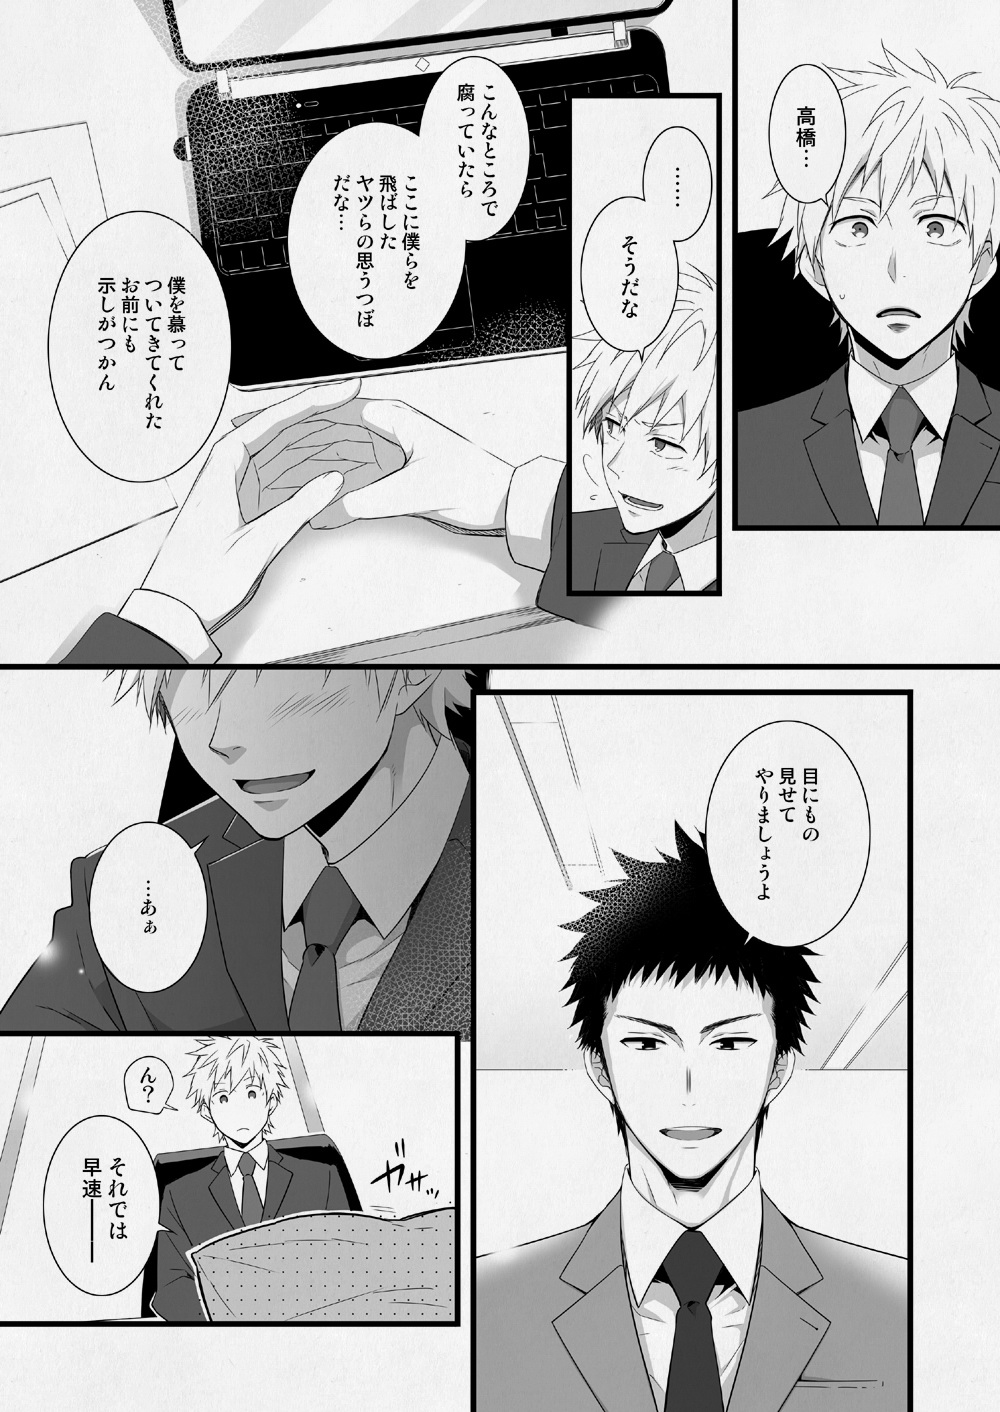 高橋…
……
そうだな
こんなところで
腐っていたら
ここに僕らを
飛ばした
ヤツらの思うつぼ
だな…
僕を慕って
ついてきてくれた
お前にも
示しがつかん
目にもの
見せて
やりましょうよ
…あぁ
ん？
ガサッ
それでは
早速――